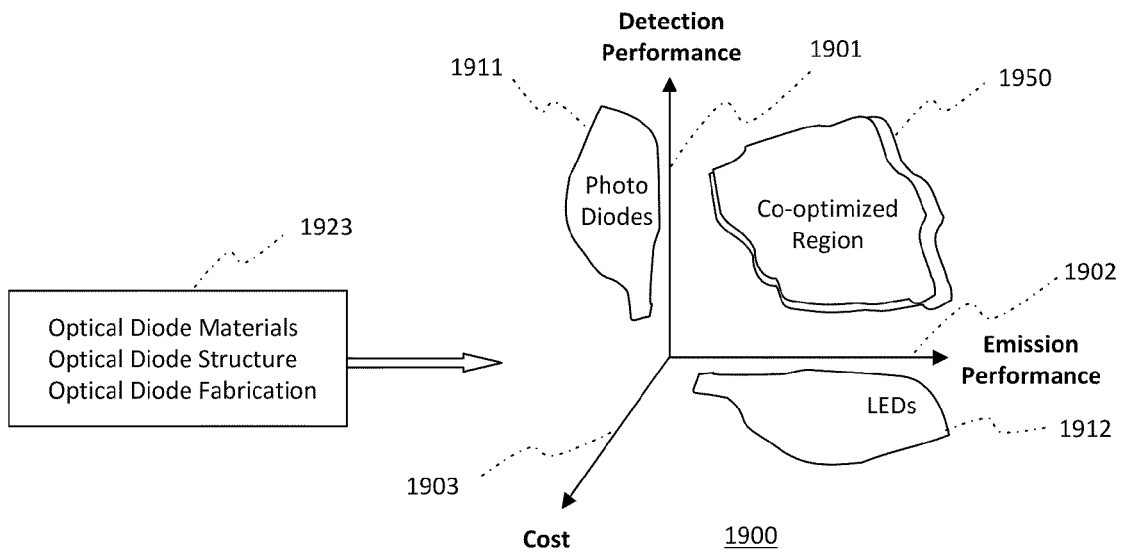 Detection
Performance
1901
1911
1950
Photo
Diodes
Co-optimized
Region
1923
1902
Optical Diode Materials
Optical Diode Structure
Optical Diode Fabrication
Emission
Performance
LEDs
1912
1903
Cost
1900